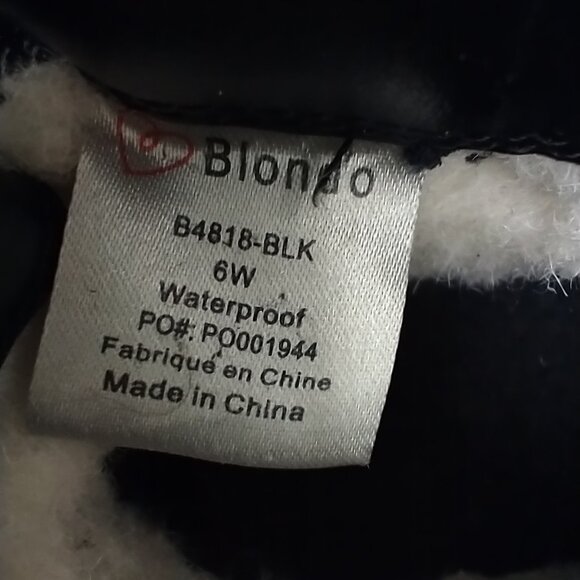 Blondo
B4818-BLK
6W
Waterproof
PO#: PO001944
Fabriqué en Chine
Made in China